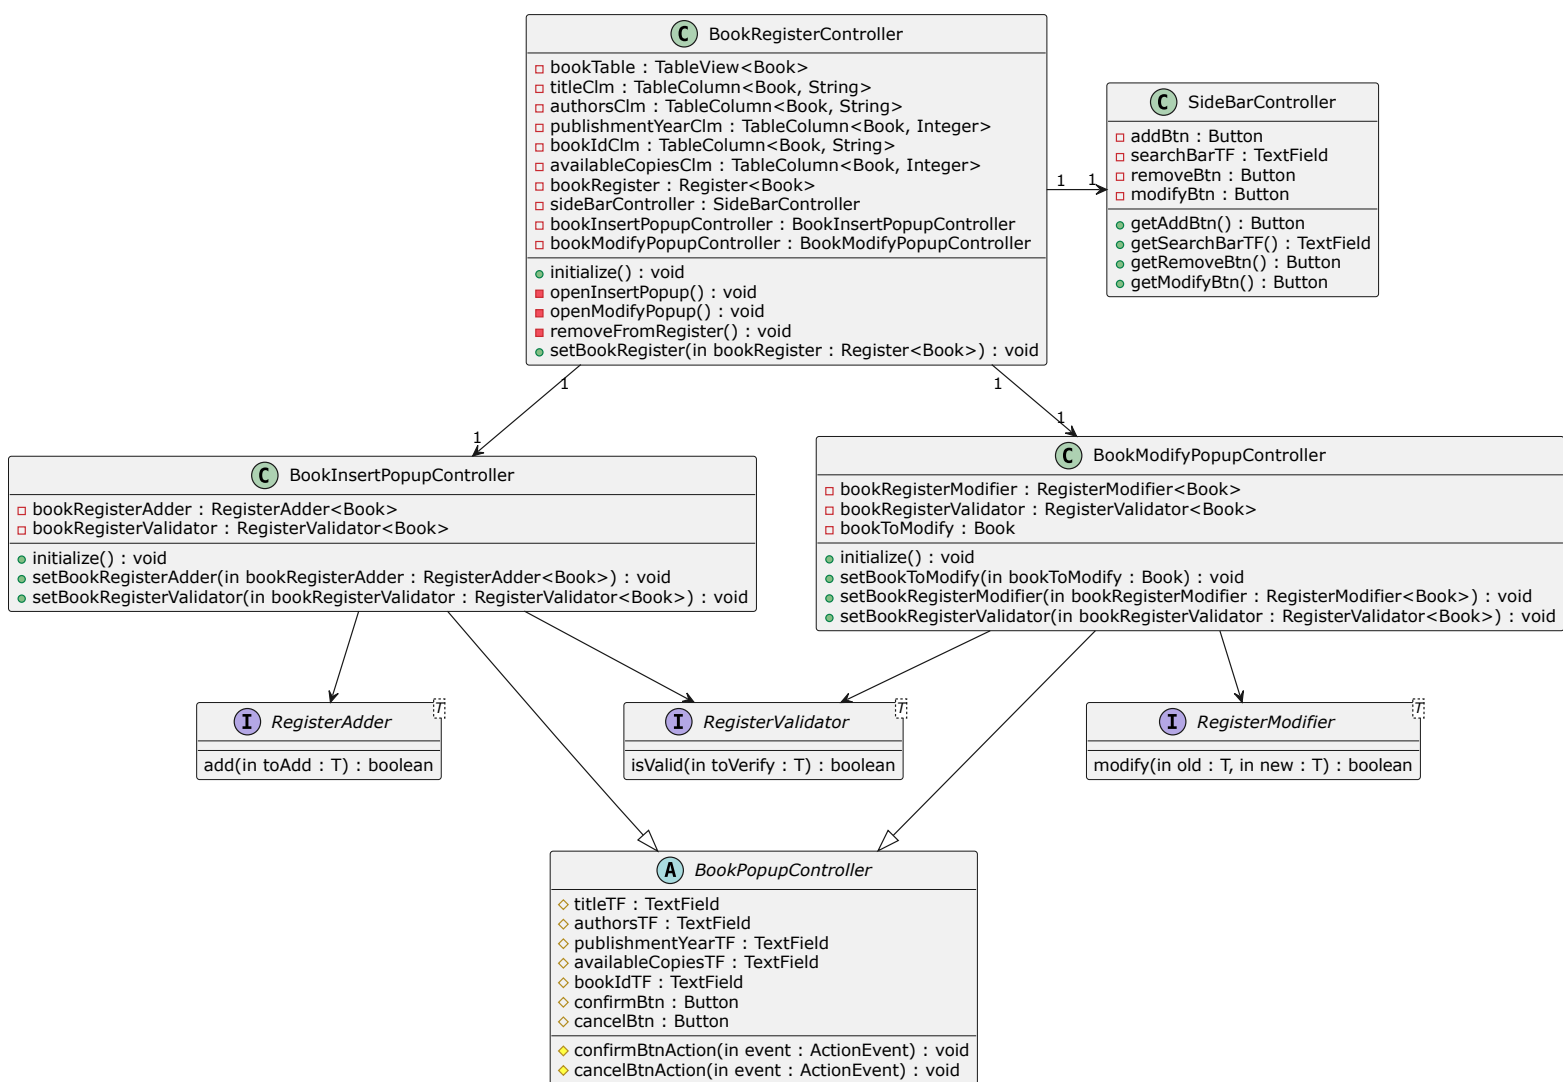 C BookRegisterController
bookTable : TableView<Book>
titleClm : TableColumn<Book, String>
authorsClm : TableColumn<Book, String>
publishmentYearClm : TableColumn<Book, Integer>
bookIdClm : TableColumn<Book, String>
availableCopiesClm : TableColumn<Book, Integer>
bookRegister : Register<Book>
sideBarController : SideBarController
bookInsertPopupController : BookInsertPopupController
bookModifyPopupController : BookModifyPopupController
initialize() : void
openInsertPopup() : void
openModifyPopup() : void
removeFromRegister() : void
setBookRegister(in bookRegister : Register<Book>) : void
C SideBarController
addBtn : Button
searchBarTF : TextField
removeBtn : Button
modifyBtn : Button
getAddBtn() : Button
getSearchBarTF() : TextField
getRemoveBtn() : Button
getModifyBtn() : Button
1 1
1
1
1
1
C BookInsertPopupController
bookRegisterAdder : RegisterAdder<Book>
bookRegisterValidator : RegisterValidator<Book>
initialize() : void
setBookRegisterAdder(in bookRegisterAdder : RegisterAdder<Book>) : void
setBookRegisterValidator(in bookRegisterValidator : RegisterValidator<Book>) : void
C BookModifyPopupController
bookRegisterModifier : RegisterModifier<Book>
bookRegisterValidator : RegisterValidator<Book>
bookToModify : Book
initialize() : void
setBookToModify(in bookToModify : Book) : void
setBookRegisterModifier(in bookRegisterModifier : RegisterModifier<Book>) : void
setBookRegisterValidator(in bookRegisterValidator : RegisterValidator<Book>) : void
I RegisterAdder T
add(in toAdd : T) : boolean
I RegisterValidator T
isValid(in toVerify : T) : boolean
I RegisterModifier T
modify(in old : T, in new : T) : boolean
A BookPopupController
titleTF : TextField
authorsTF : TextField
publishmentYearTF : TextField
availableCopiesTF : TextField
bookIdTF : TextField
confirmBtn : Button
cancelBtn : Button
confirmBtnAction(in event : ActionEvent) : void
cancelBtnAction(in event : ActionEvent) : void